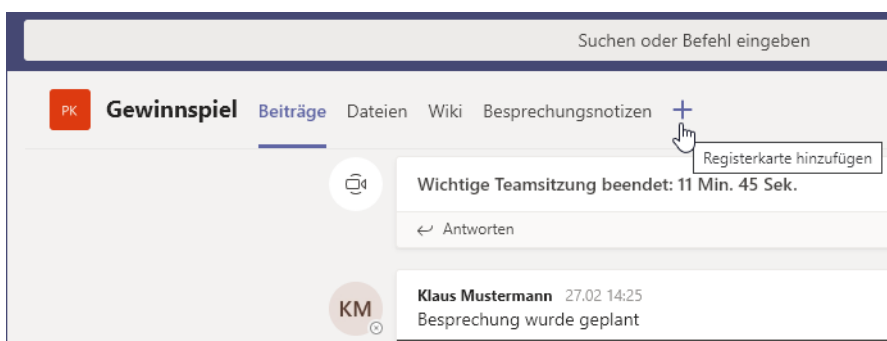 Suchen oder Befehl eingeben
PK Gewinnspiel Beiträge Dateien Wiki Besprechungsnotizen +
Registerkarte hinzufügen
Wichtige Teamsitzung beendet: 11 Min. 45 Sek.
Antworten
KM Klaus Mustermann 27.02 14:25
Besprechung wurde geplant